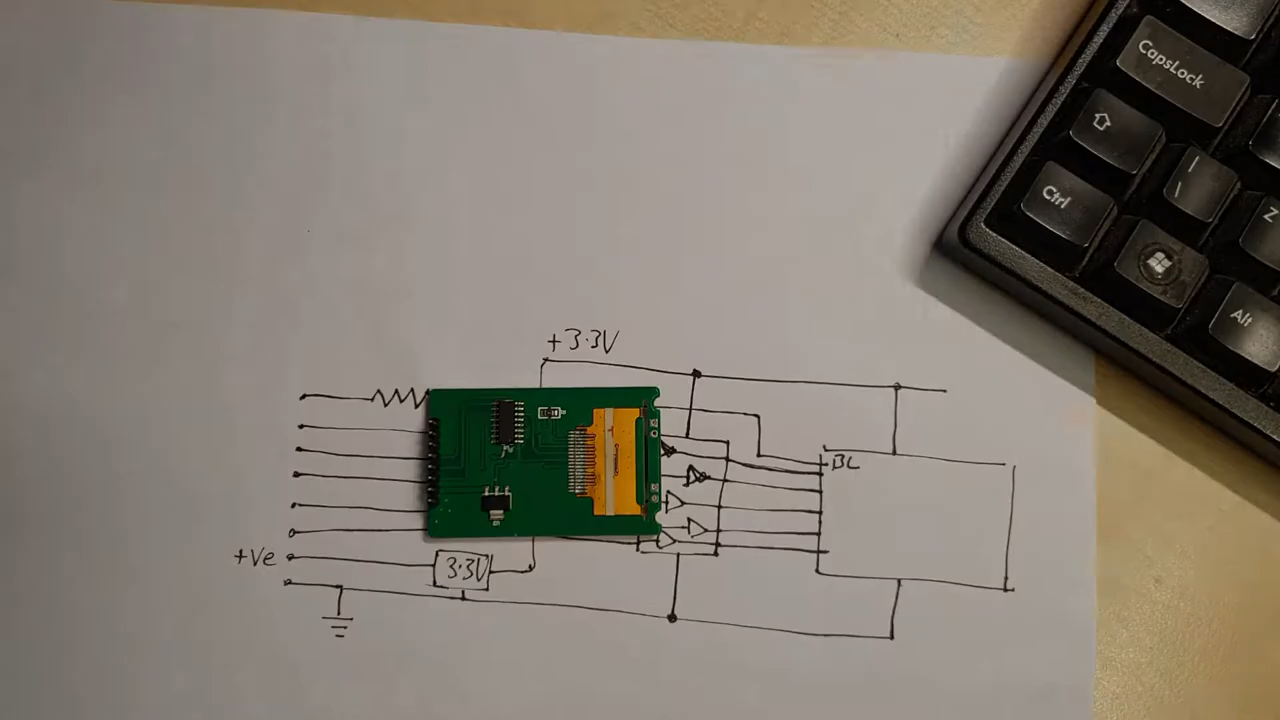 CapsLock
Ctrl
Z
Alt
+3.3V
BL
+Ve
3.3V